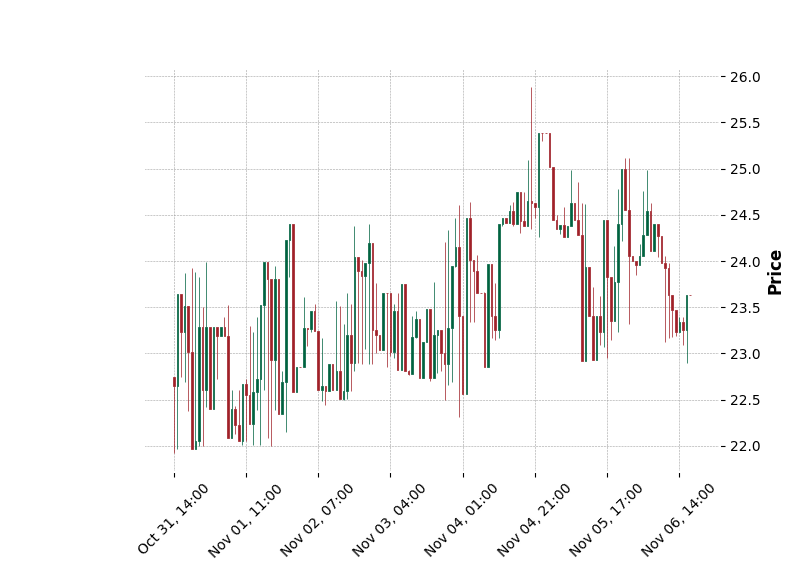 26.0
25.5
25.0
24.5
24.0
23.5
23.0
22.5
22.0
Price
Oct 31, 14:00
Nov 01, 11:00
Nov 02, 07:00
Nov 03, 04:00
Nov 04, 01:00
Nov 04, 21:00
Nov 05, 17:00
Nov 06, 14:00